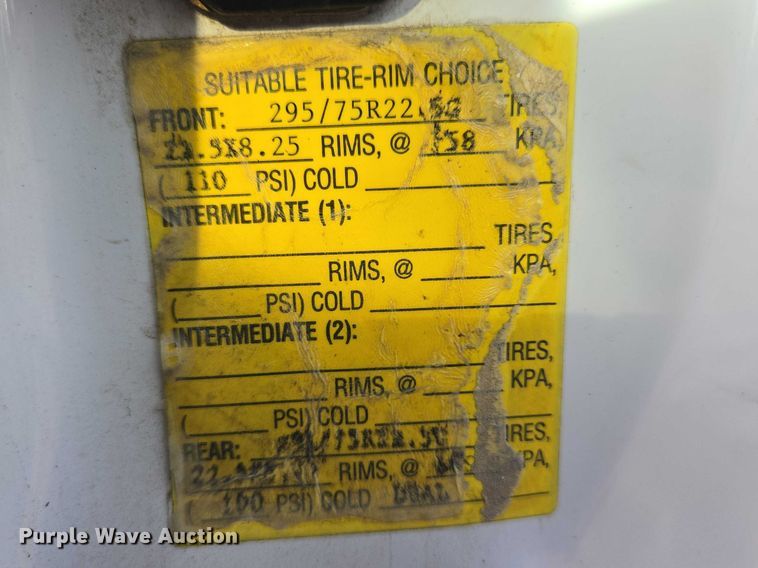 SUITABLE TIRE-RIM CHOICE
FRONT: 295/75R22.5G TIRES,
22.5X8.25 RIMS, @ 758 KPA,
( 110 PSI) COLD
INTERMEDIATE (1):
TIRES,
RIMS, @ KPA,
( PSI) COLD
INTERMEDIATE (2):
TIRES,
RIMS, @ KPA,
( PSI) COLD
REAR: TIRES,
RIMS, @ KPA,
( 100 PSI) COLD DUAL
Purple Wave Auction